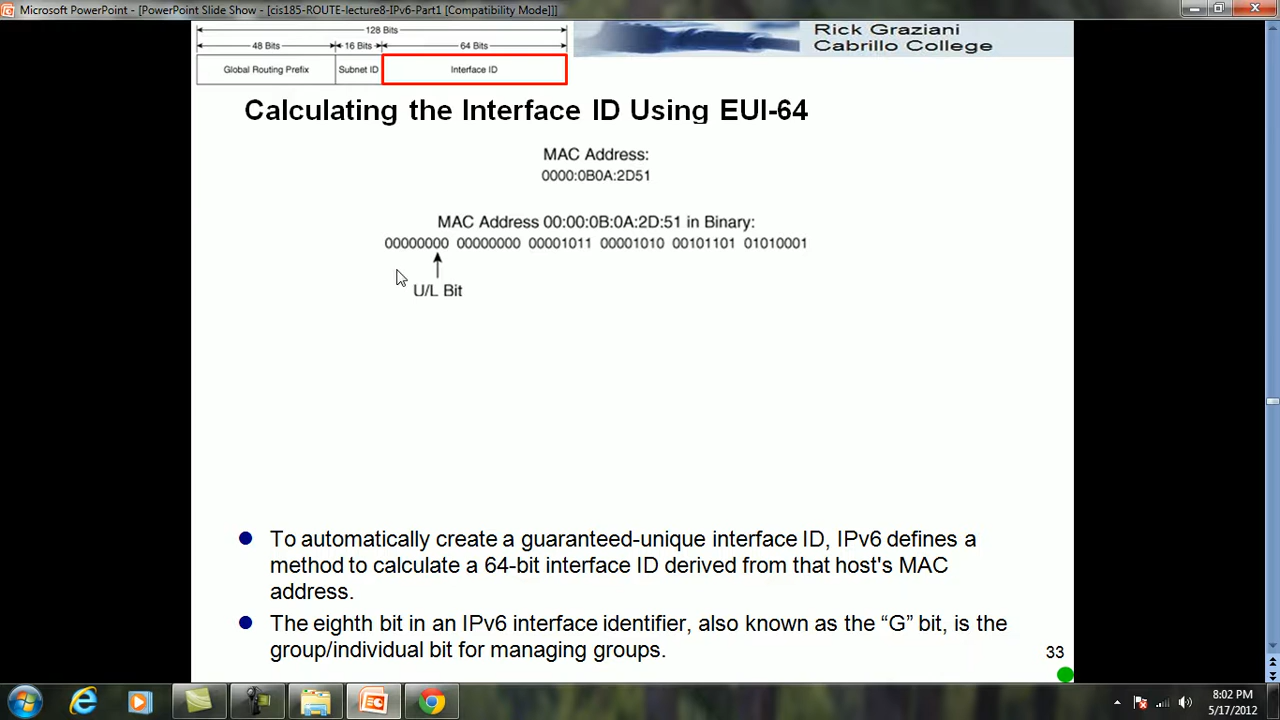 Microsoft PowerPoint - [PowerPoint Slide Show - [cis185-ROUTE-lecture8-IPv6-Part1 [Compatibility Mode]]]
128 Bits
48 Bits
16 Bits
64 Bits
Global Routing Prefix
Subnet ID
Interface ID
Rick Graziani
Cabrillo College
Calculating the Interface ID Using EUI-64
MAC Address:
0000:0B0A:2D51
MAC Address 00:00:0B:0A:2D:51 in Binary:
00000000 00000000 00001011 00001010 00101101 01010001
U/L Bit
To automatically create a guaranteed-unique interface ID, IPv6 defines a
method to calculate a 64-bit interface ID derived from that host's MAC
address.
The eighth bit in an IPv6 interface identifier, also known as the “G” bit, is the
group/individual bit for managing groups.
33
8:02 PM
5/17/2012